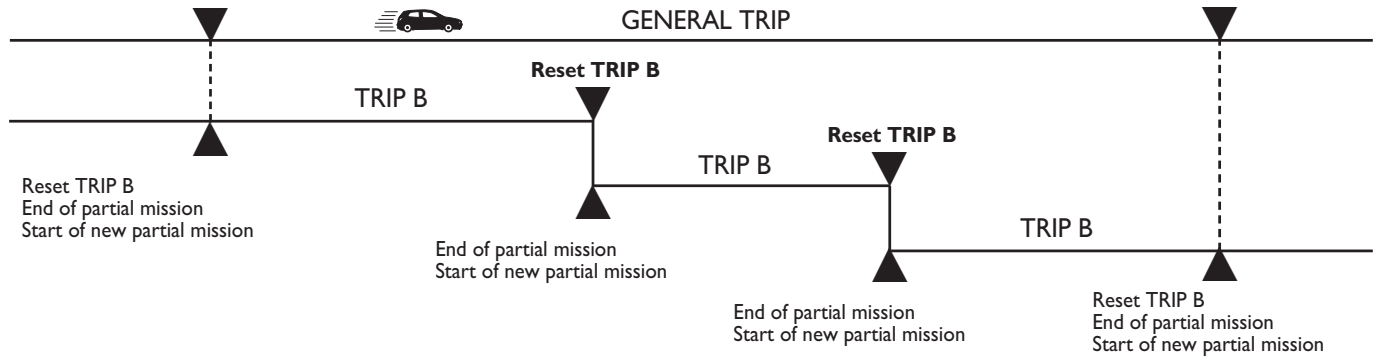 GENERAL TRIP
Reset TRIP B
TRIP B
Reset TRIP B
TRIP B
Reset TRIP B
End of partial mission
Start of new partial mission
TRIP B
End of partial mission
Start of new partial mission
End of partial mission
Start of new partial mission
Reset TRIP B
End of partial mission
Start of new partial mission